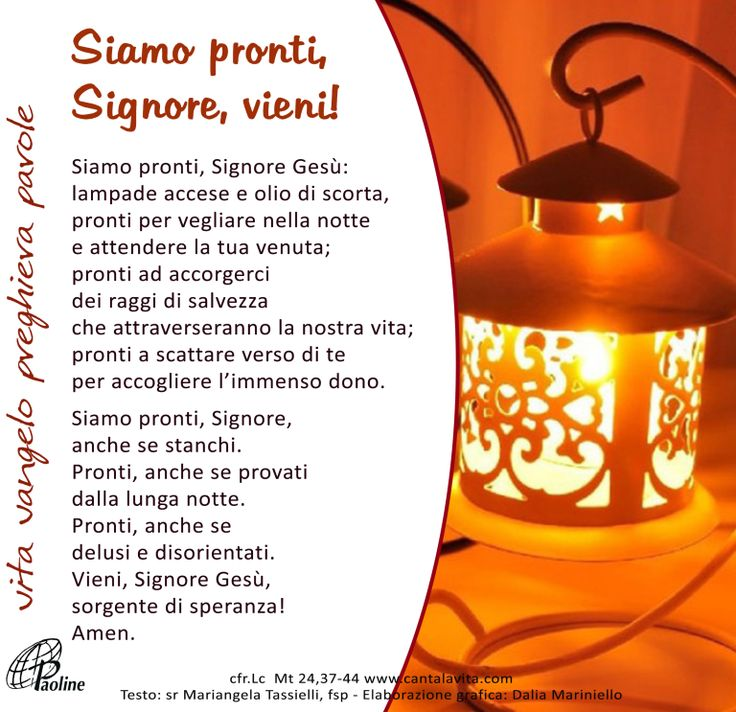 Siamo pronti,
Signore, vieni!
vita vangelo preghiera parole
Siamo pronti, Signore Gesù:
lampade accese e olio di scorta,
pronti per vegliare nella notte
e attendere la tua venuta;
pronti ad accorgerci
dei raggi di salvezza
che attraverseranno la nostra vita;
pronti a scattare verso di te
per accogliere l’immenso dono.
Siamo pronti, Signore,
anche se stanchi.
Pronti, anche se provati
dalla lunga notte.
Pronti, anche se
delusi e disorientati.
Vieni, Signore Gesù,
sorgente di speranza!
Amen.
Paoline
cfr.Lc  Mt 24,37-44 www.cantalavita.com
Testo: sr Mariangela Tassielli, fsp - Elaborazione grafica: Dalia Mariniello